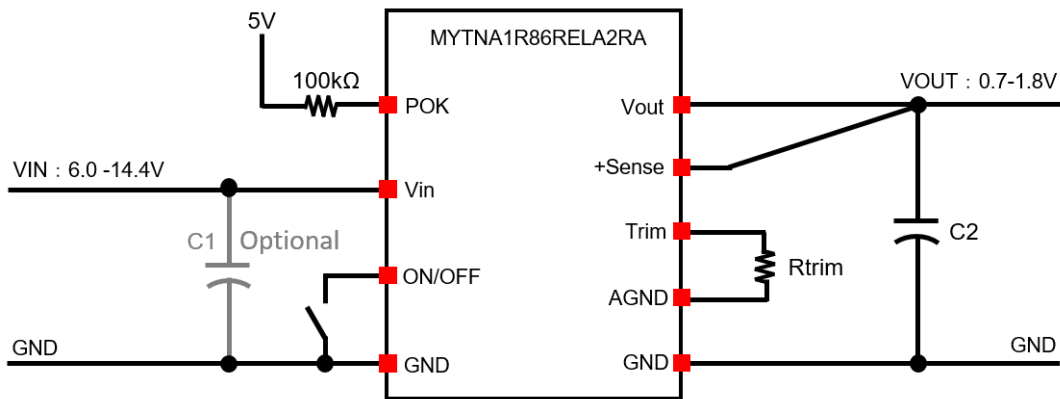 MYTNA1R86RELA2RA
5V
100kΩ
POK
VIN : 6.0 -14.4V
Vin
C1
Optional
ON/OFF
GND
GND
Vout
VOUT : 0.7-1.8V
+Sense
Trim
Rtrim
AGND
C2
GND
GND